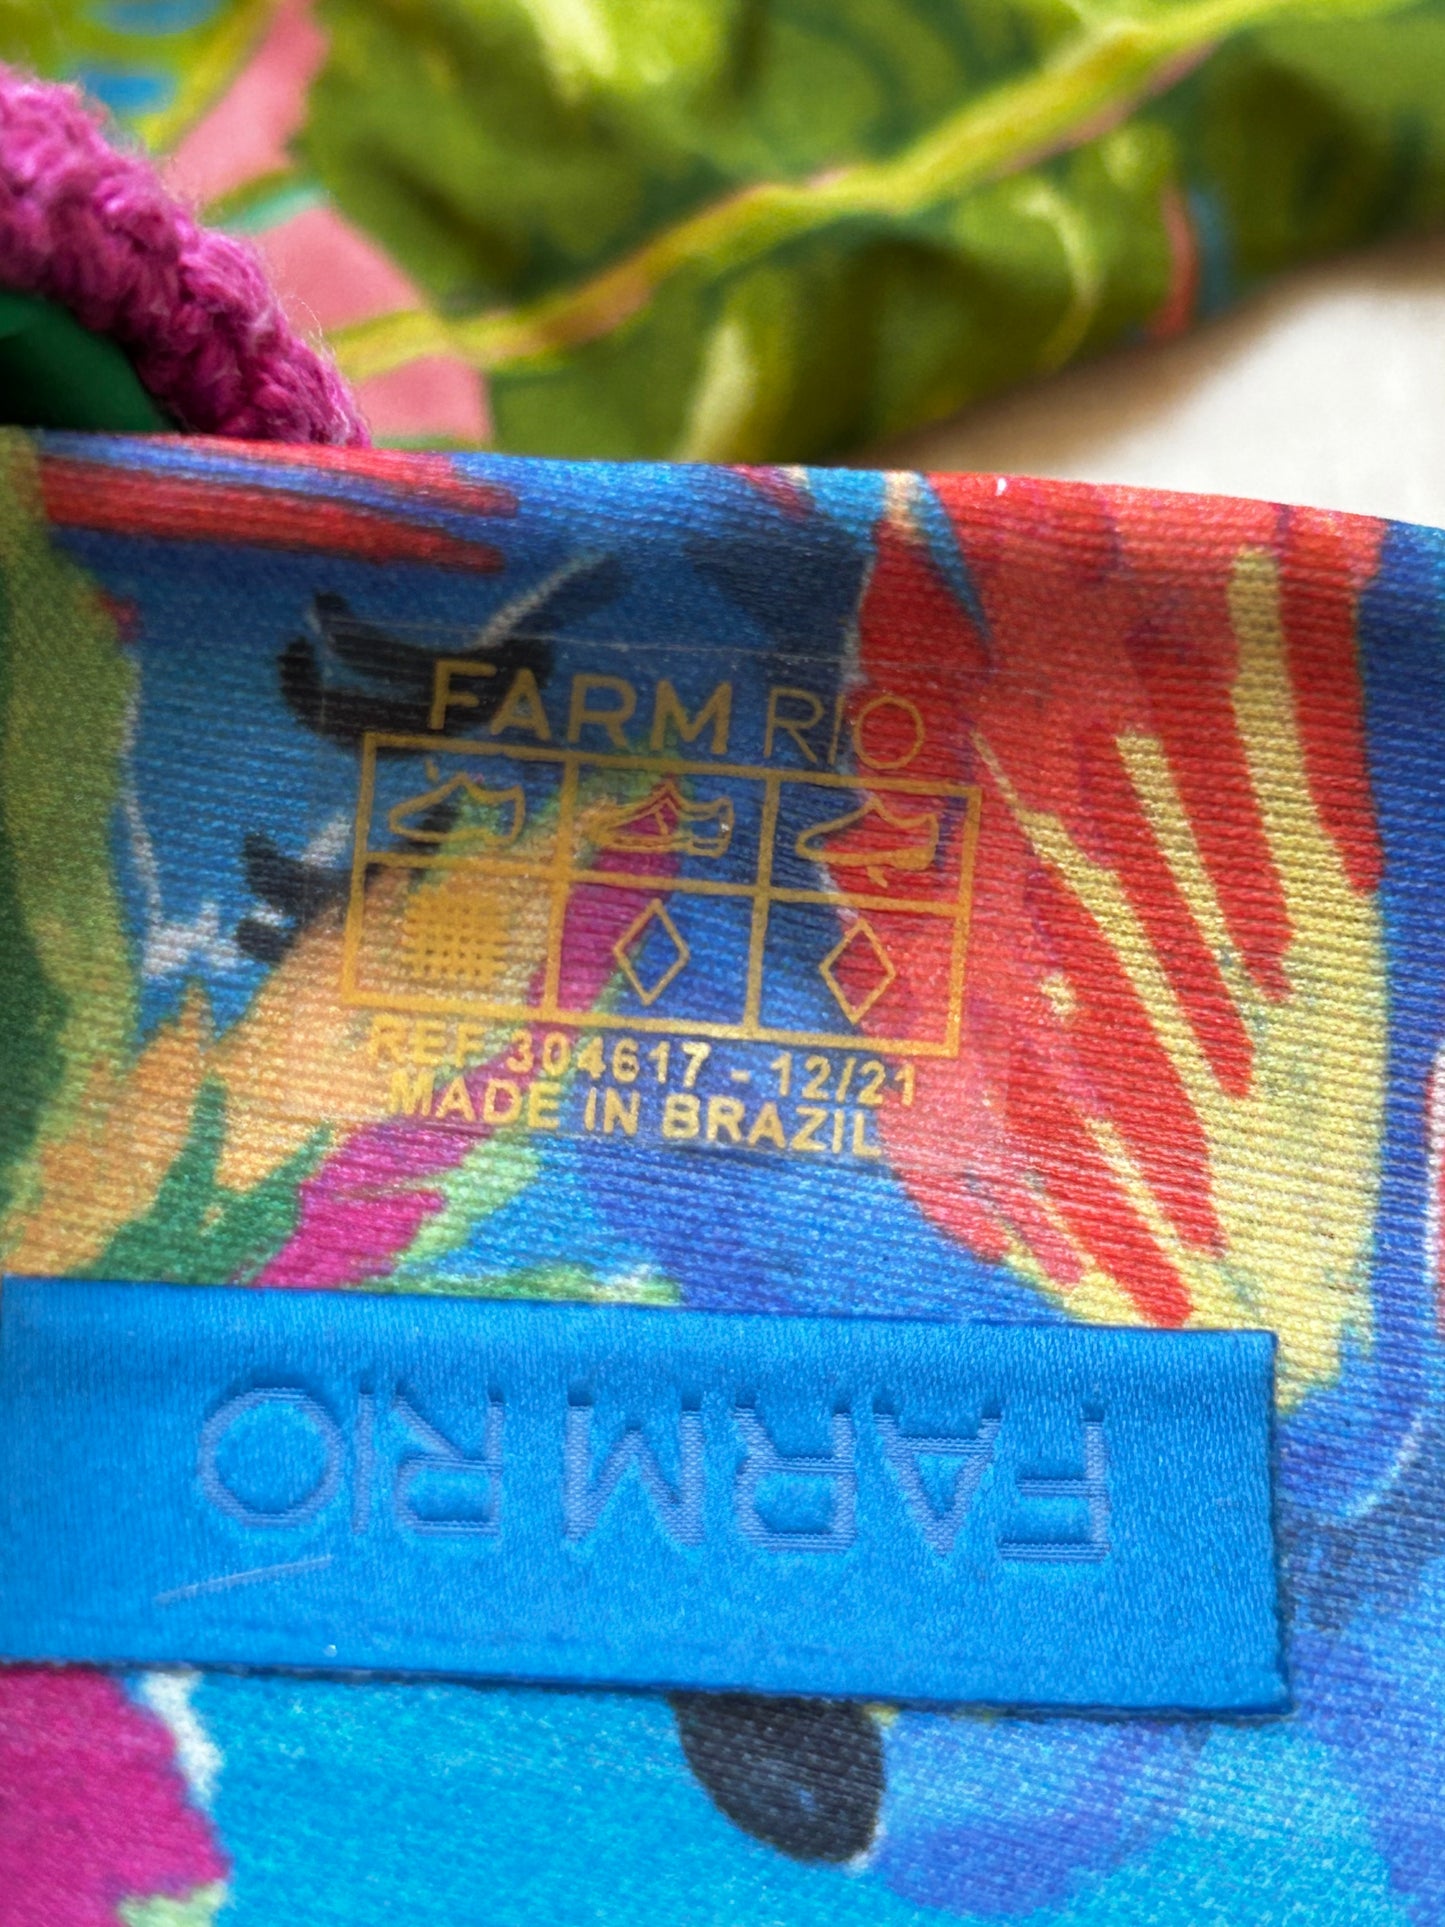 FARM RIO
REF 304617 - 12/21
MADE IN BRAZIL
FARM RIO